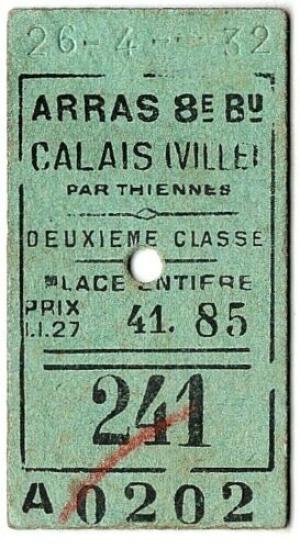 26-4--32
ARRAS 8E BU
CALAIS (VILLE)
PAR THIENNES
DEUXIEME CLASSE
PLACE ENTIERE
PRIX
1.1.27
41.85
241
A 0202